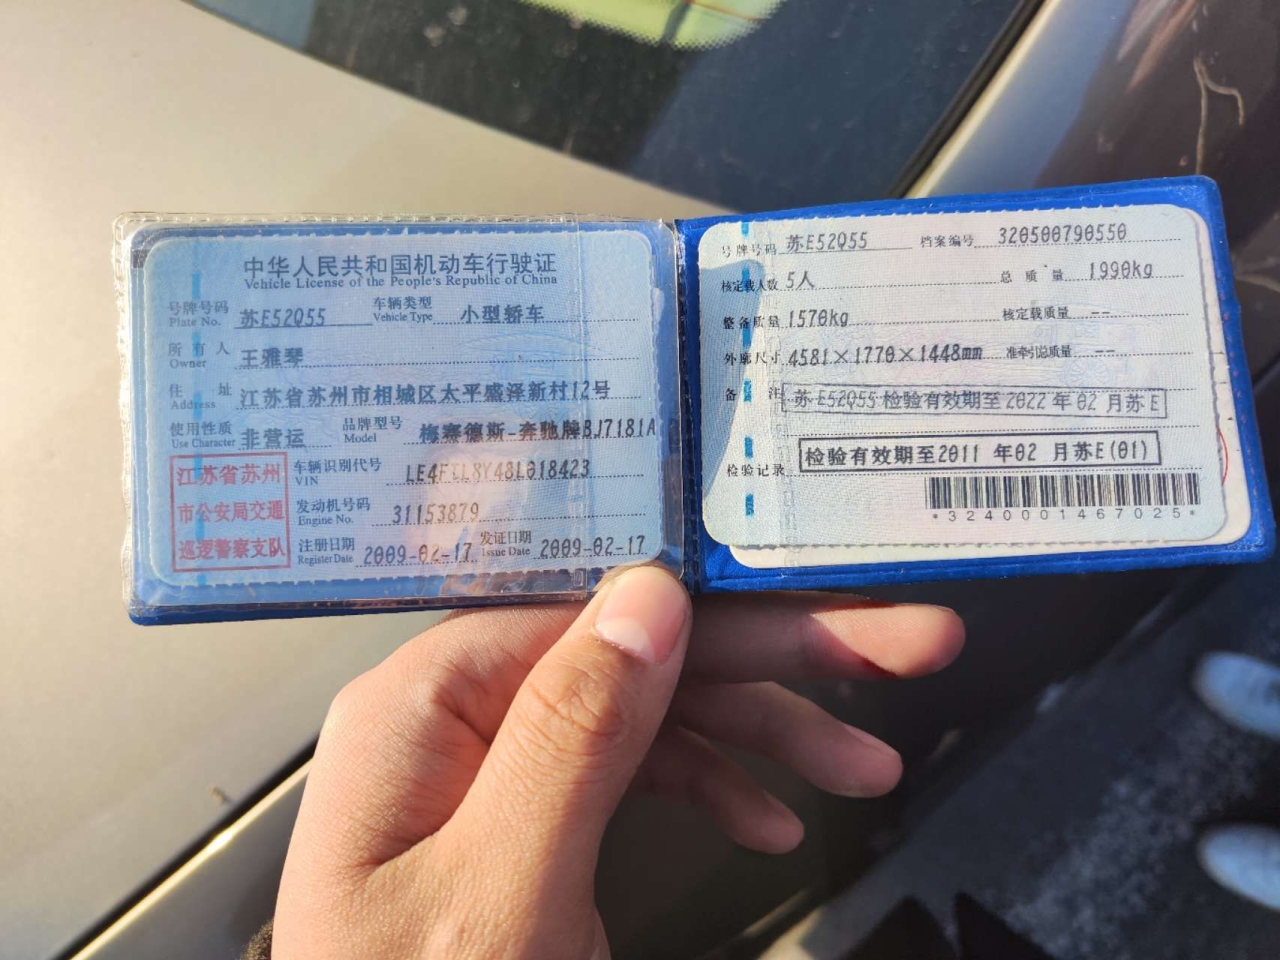 中华人民共和国机动车行驶证
Vehicle License of the People's Republic of China
号牌号码 苏E52Q55 车辆类型 小型轿车
Plate No. Vehicle Type
所有人 王雅琴
Owner
住址 江苏省苏州市相城区太平盛泽新村12号
Address
使用性质 非营运 品牌型号 梅赛德斯-奔驰牌BJ7181A
Use Character Model
江苏省苏州
市公安局交通
巡逻警察支队
车辆识别代号
VIN
发动机号码 31153879
Engine No.
注册日期 2009-02-17 发证日期 2009-02-17
Register Date Issue Date
号牌号码 苏E52Q55 档案编号 320500790550
核定载人数 5人 总质量 1990kg
整备质量 1570kg 核定载质量 --
外廓尺寸 4581×1770×1448mm 准牵引总质量 --
备注 苏E52Q55检验有效期至2022年02月苏E
检验记录 检验有效期至2011年02月苏E(01)
*3240001467025*